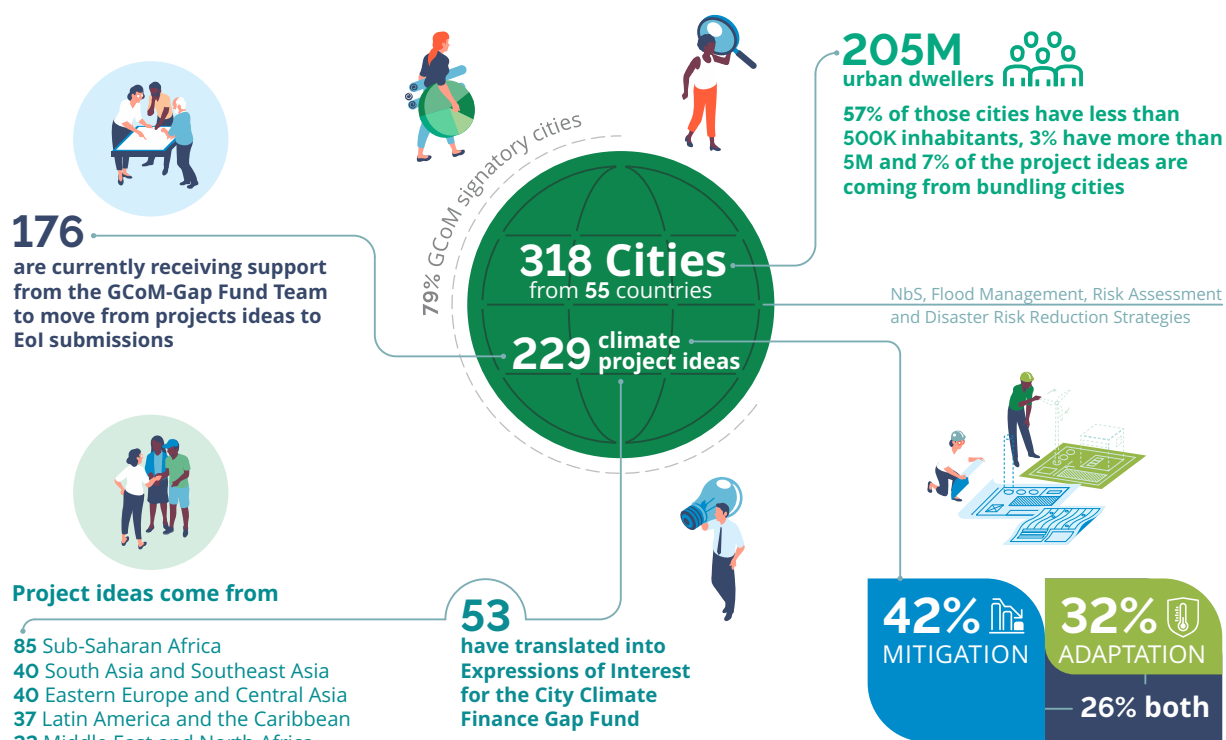 205M
urban dwellers
57% of those cities have less than
500K inhabitants, 3% have more than
5M and 7% of the project ideas are
coming from bundling cities
79% GCoM signatory cities
176
are currently receiving support
from the GCoM-Gap Fund Team
to move from projects ideas to
EoI submissions
318 Cities
from 55 countries
229 climate
project ideas
NbS, Flood Management, Risk Assessment
and Disaster Risk Reduction Strategies
Project ideas come from
85 Sub-Saharan Africa
40 South Asia and Southeast Asia
40 Eastern Europe and Central Asia
37 Latin America and the Caribbean
Middle East and North Africa
53
have translated into
Expressions of Interest
for the City Climate
Finance Gap Fund
42%
MITIGATION
32%
ADAPTATION
26% both